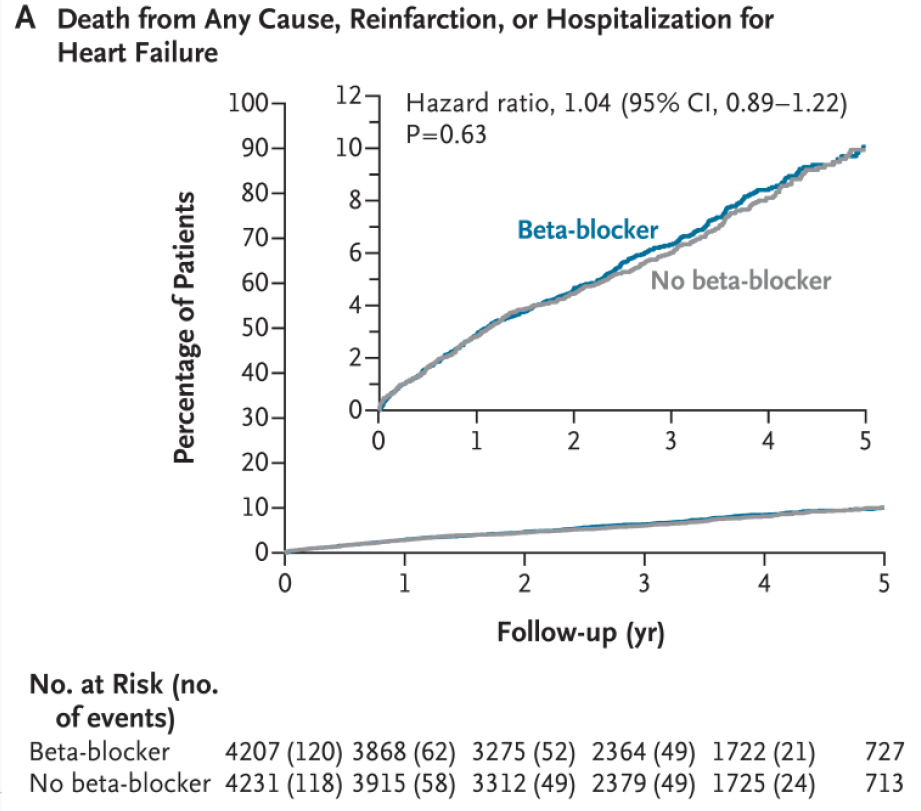 A Death from Any Cause, Reinfarction, or Hospitalization for
Heart Failure
Percentage of Patients
100
90
80
70
60
50
40
30
20
10
0
12
10
8
6
4
2
0
Hazard ratio, 1.04 (95% CI, 0.89–1.22)
P=0.63
Beta-blocker
No beta-blocker
0 1 2 3 4 5
0 1 2 3 4 5
Follow-up (yr)
No. at Risk (no.
of events)
Beta-blocker 4207 (120) 3868 (62) 3275 (52) 2364 (49) 1722 (21) 727
No beta-blocker 4231 (118) 3915 (58) 3312 (49) 2379 (49) 1725 (24) 713